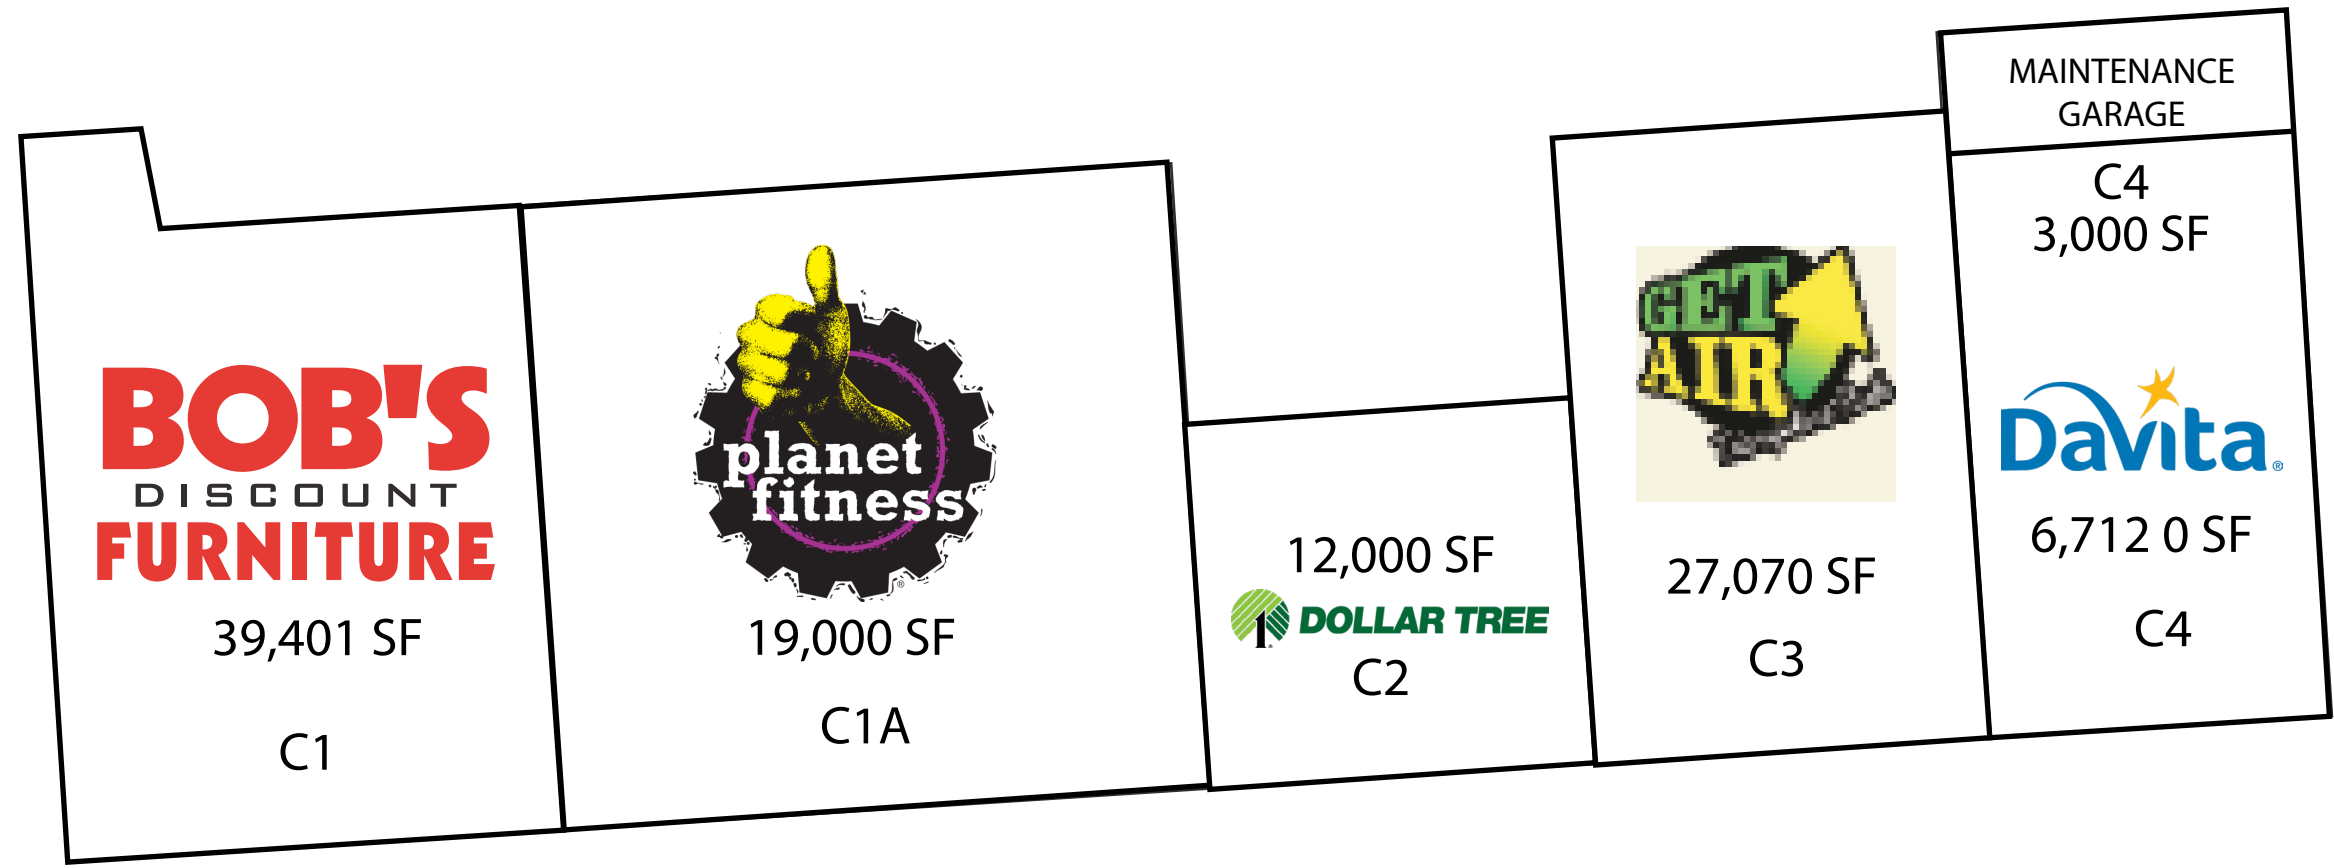 BOB'S
DISCOUNT
FURNITURE
39,401 SF
C1
planet
fitness
®
19,000 SF
C1A
12,000 SF
1 DOLLAR TREE
C2
GET
AIR
27,070 SF
C3
MAINTENANCE
GARAGE
C4
3,000 SF
DaVita®
6,712 0 SF
C4